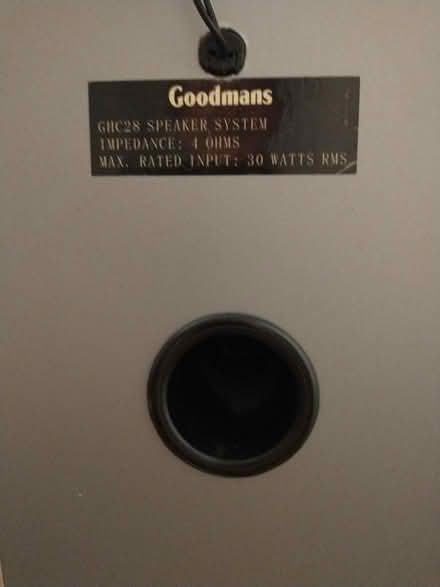 Goodmans
GHC28 SPEAKER SYSTEM
IMPEDANCE: 4 OHMS
MAX. RATED INPUT: 30 WATTS RMS